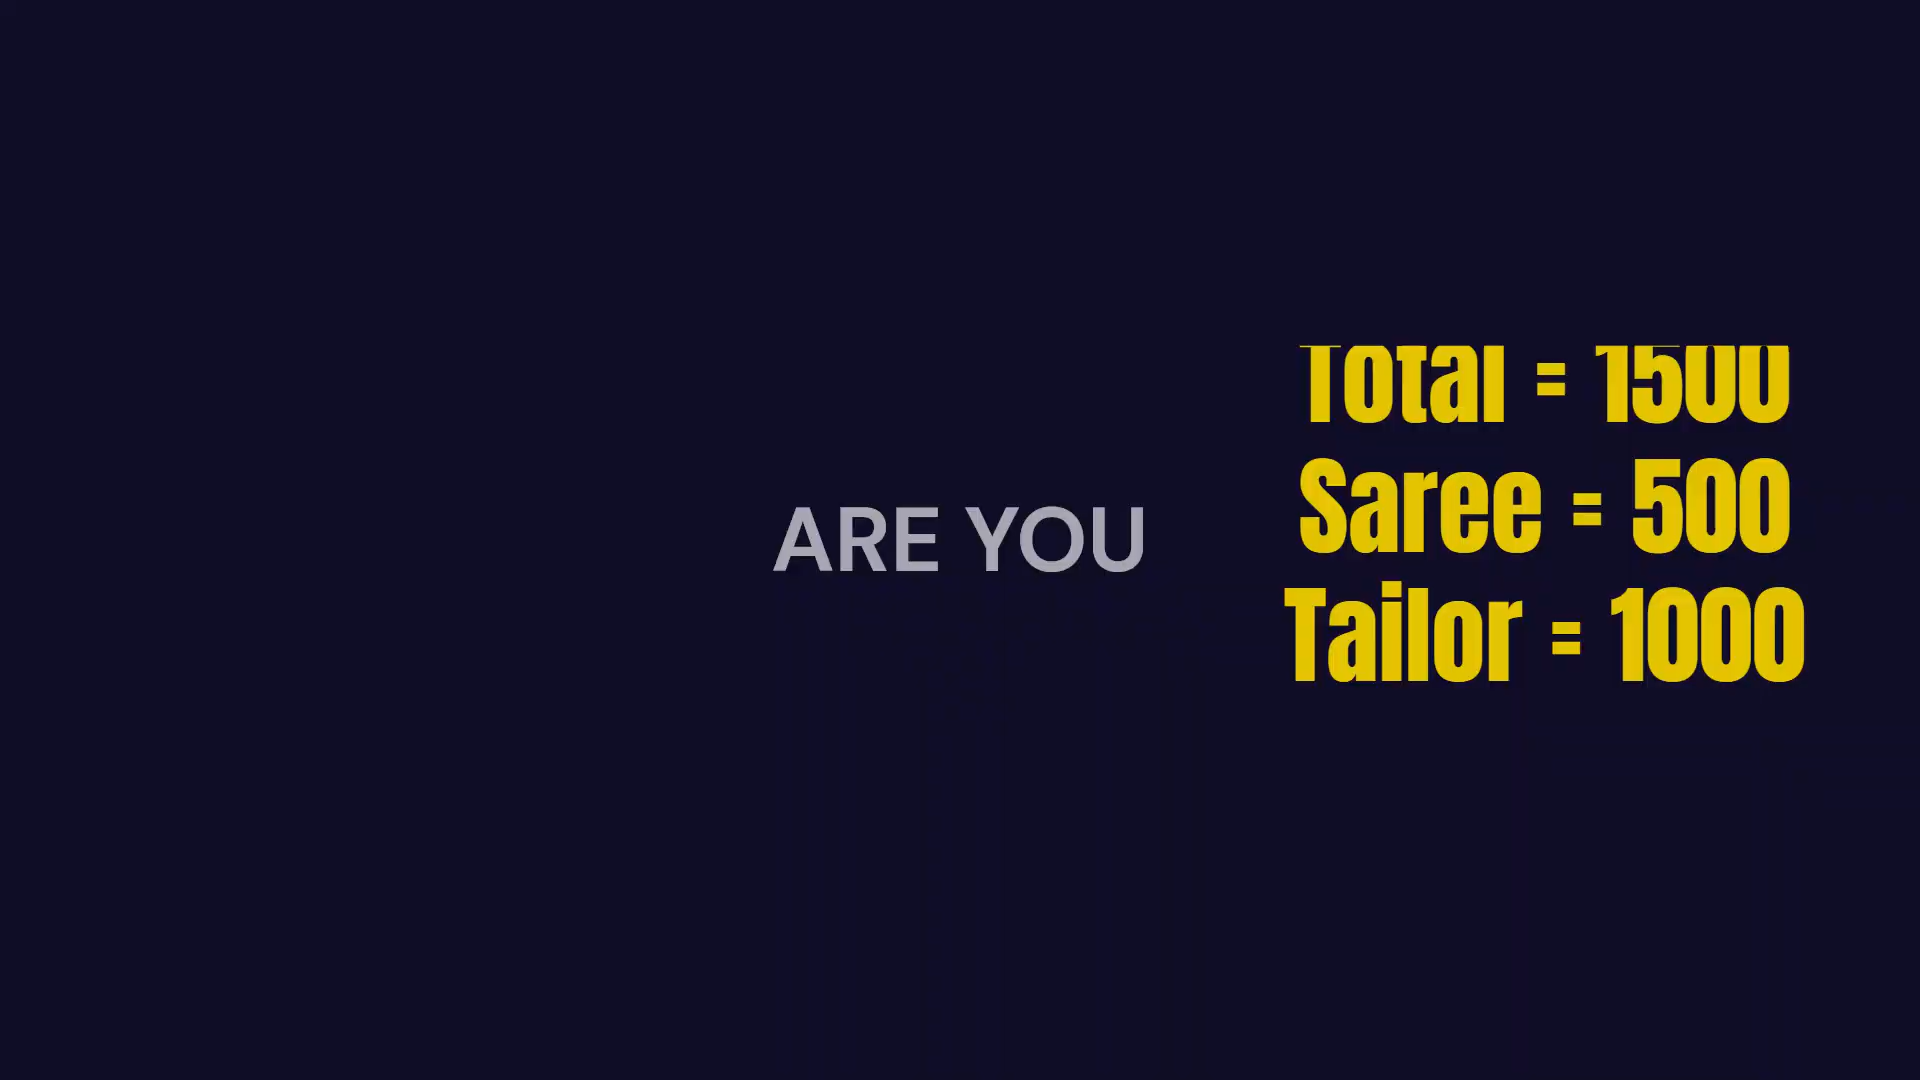 ARE YOU
Total = 1500
Saree = 500
Tailor = 1000